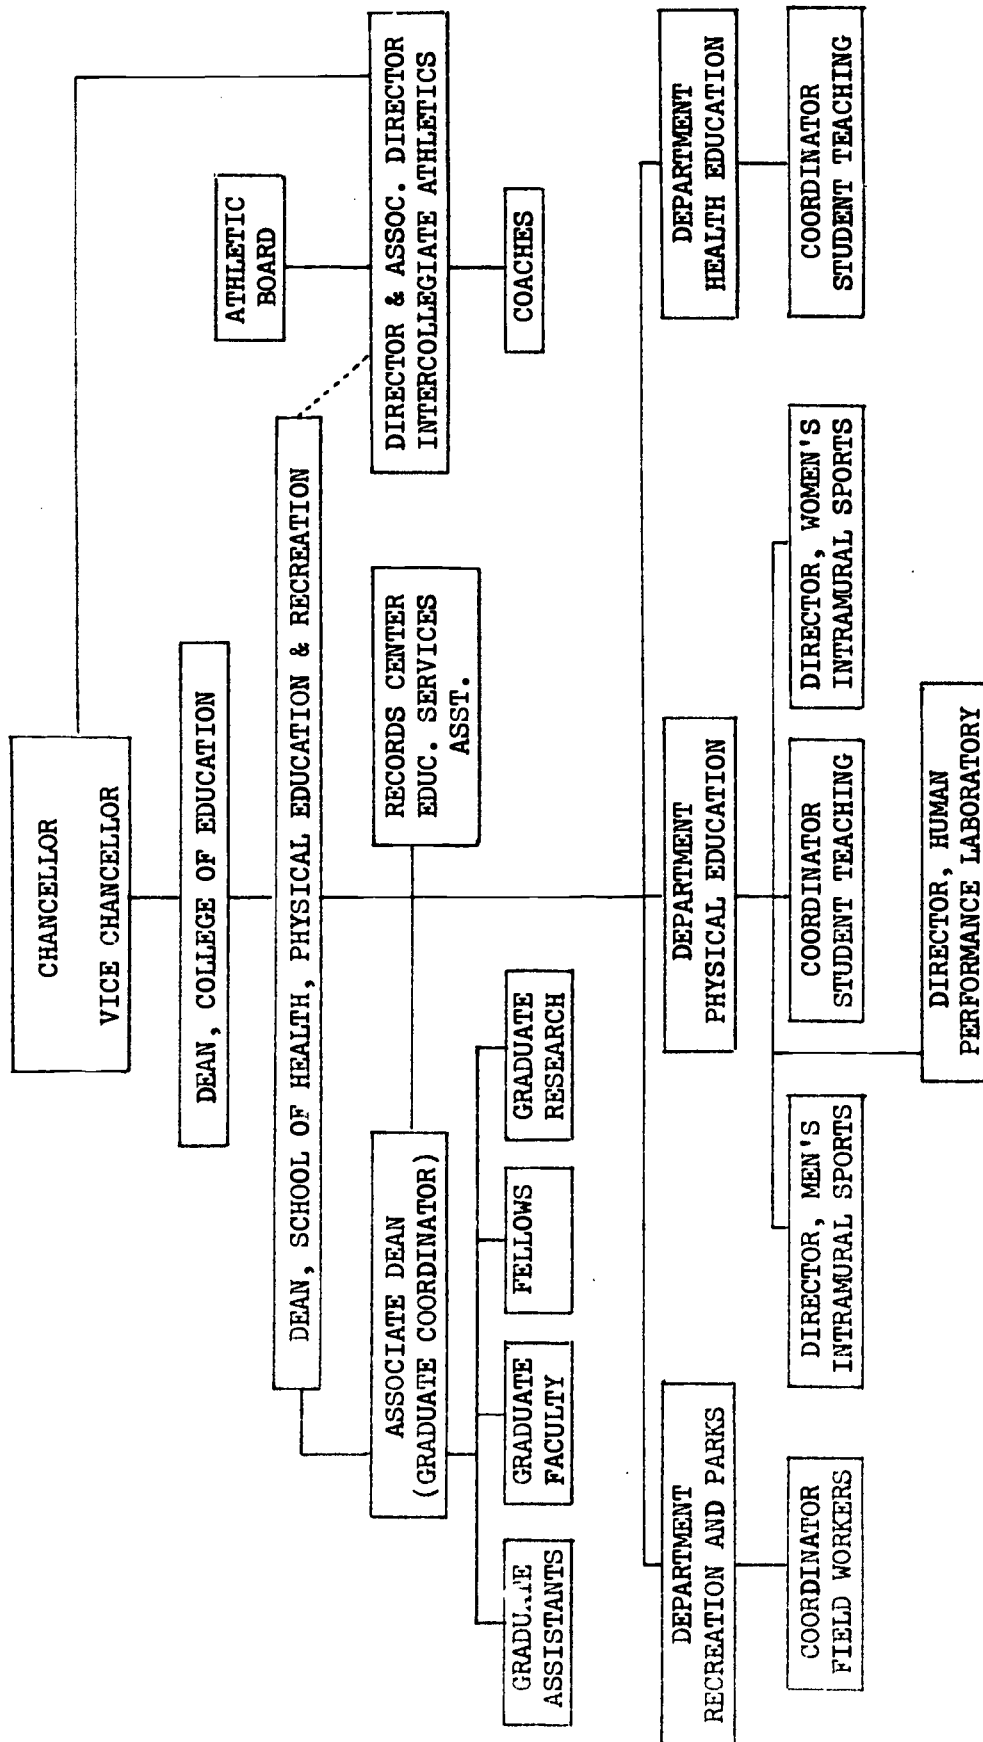 CHANCELLOR
VICE CHANCELLOR
DEAN, COLLEGE OF EDUCATION
ATHLETIC
BOARD
DEAN, SCHOOL OF HEALTH, PHYSICAL EDUCATION & RECREATION
ASSOCIATE DEAN
(GRADUATE COORDINATOR)
RECORDS CENTER
EDUC. SERVICES
ASST.
DIRECTOR & ASSOC. DIRECTOR
INTERCOLLEGIATE ATHLETICS
GRADUATE
ASSISTANTS
GRADUATE
FACULTY
FELLOWS
GRADUATE
RESEARCH
COACHES
DEPARTMENT
RECREATION AND PARKS
DEPARTMENT
PHYSICAL EDUCATION
DEPARTMENT
HEALTH EDUCATION
COORDINATOR
FIELD WORKERS
DIRECTOR, MEN'S
INTRAMURAL SPORTS
COORDINATOR
STUDENT TEACHING
DIRECTOR, WOMEN'S
INTRAMURAL SPORTS
COORDINATOR
STUDENT TEACHING
DIRECTOR, HUMAN
PERFORMANCE LABORATORY